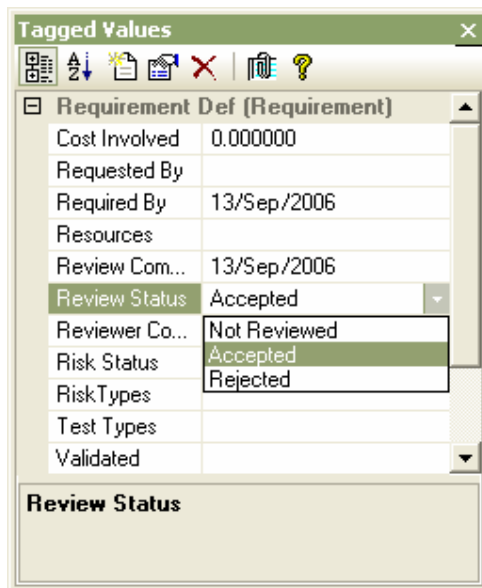 Tagged Values
Requirement Def (Requirement)
Cost Involved 0.000000
Requested By
Required By 13/Sep/2006
Resources
Review Com... 13/Sep/2006
Review Status Accepted
Reviewer Co... Not Reviewed
Accepted
Risk Status
Rejected
RiskTypes
Test Types
Validated
Review Status